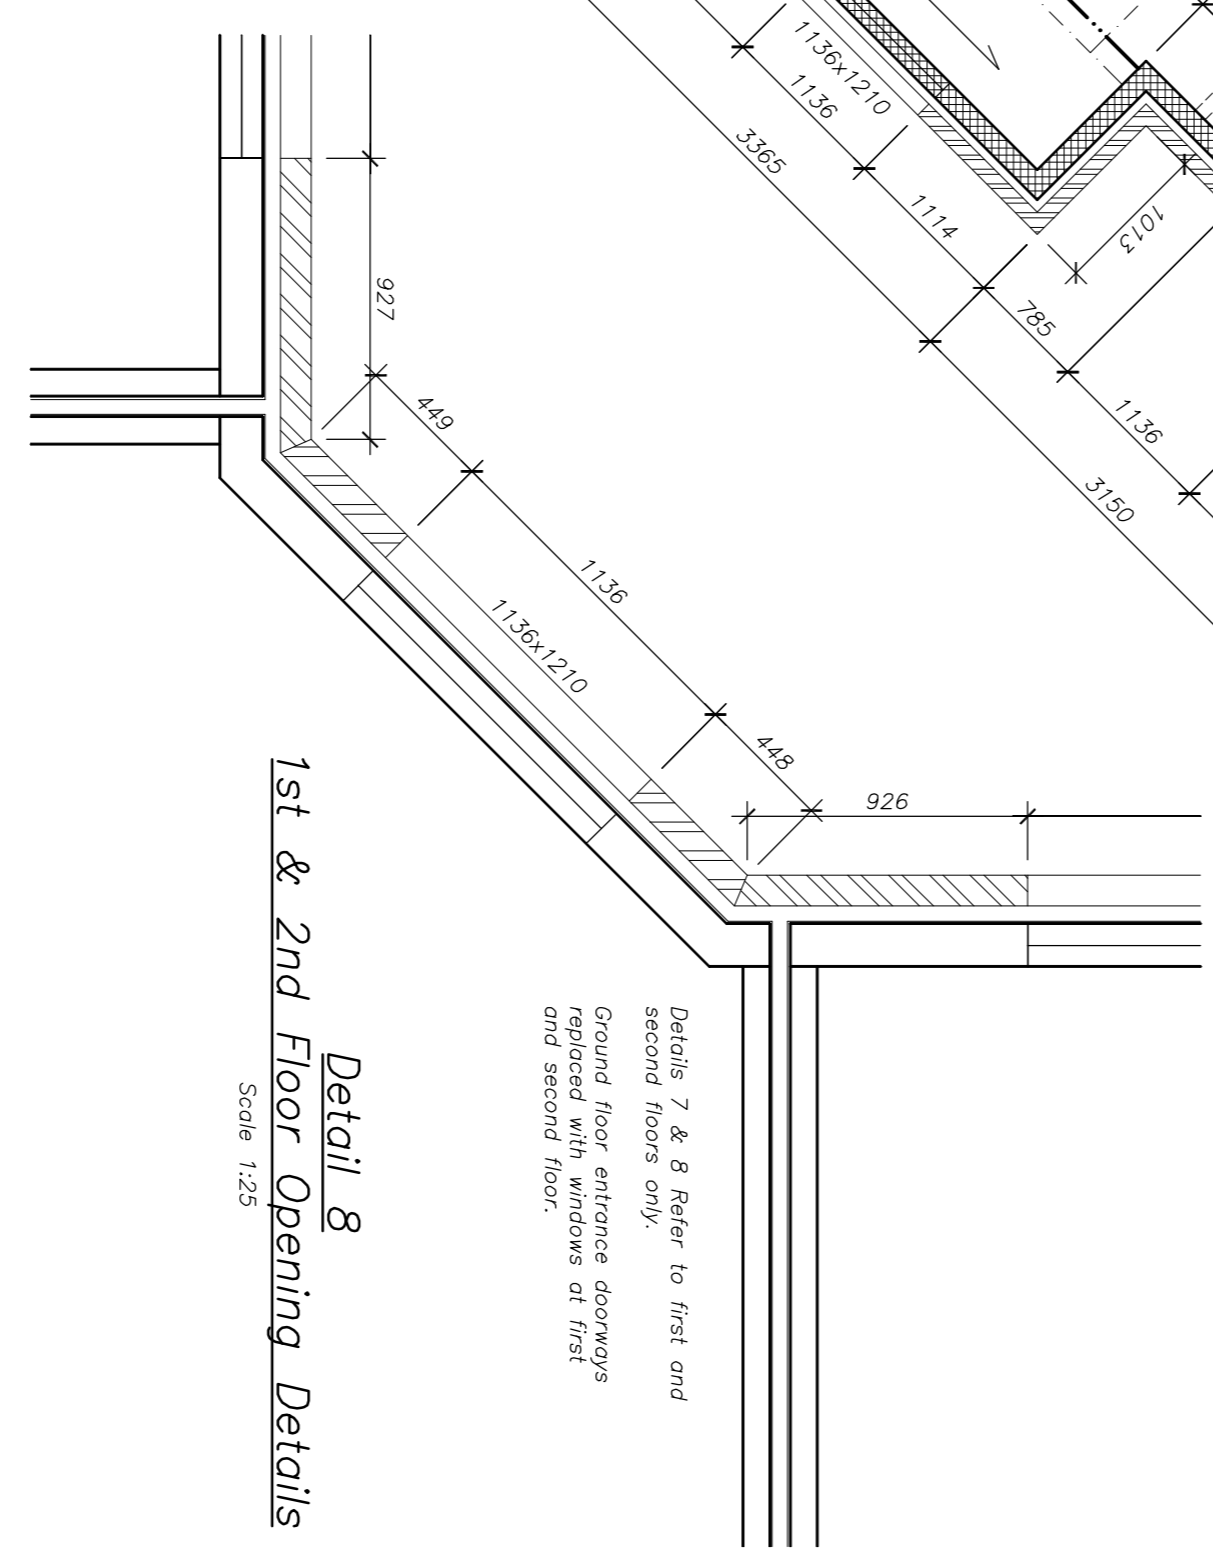 1136x1210
1136
3365
1114
1013
785
1136
3150
927
449
1136
1136x1210
448
926
Details 7 & 8 Refer to first and
second floors only.
Ground floor entrance doorways
replaced with windows at first
and second floor.
Detail 8
1st & 2nd Floor Opening Details
Scale 1:25